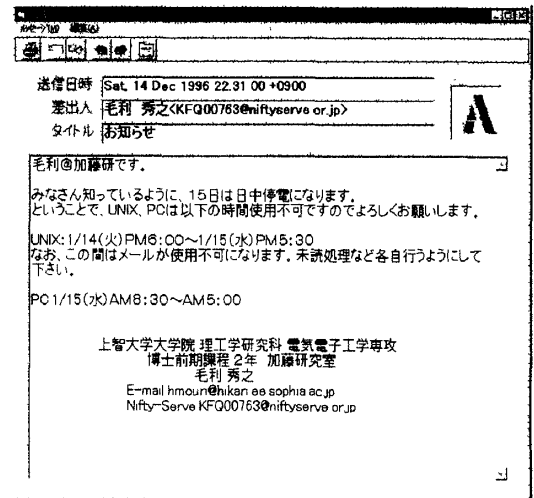 メッセージ(M) 編集(E)
送信日時 Sat, 14 Dec 1996 22.31 00 +0900
差出人 毛利 秀之<KFQ00763@niftyserve or.jp>
タイトル お知らせ
毛利@加藤研です.
みなさん知っているように、15日は日中停電になります.
ということで、UNIX, PCは以下の時間使用不可ですのでよろしくお願いします.
UNIX: 1/14(火)PM6:00〜1/15(水)PM5:30
なお、この間はメールが使用不可になります. 未読処理など各自行うようにして
下さい.
PC 1/15(水)AM8:30〜AM5:00
上智大学大学院 理工学研究科 電気電子工学専攻
博士前期課程 2年 加藤研究室
毛利 秀之
E-mail hmouri@hikari ee sophia ac.jp
Nifty-Serve KFQ00763@niftyserve or.jp